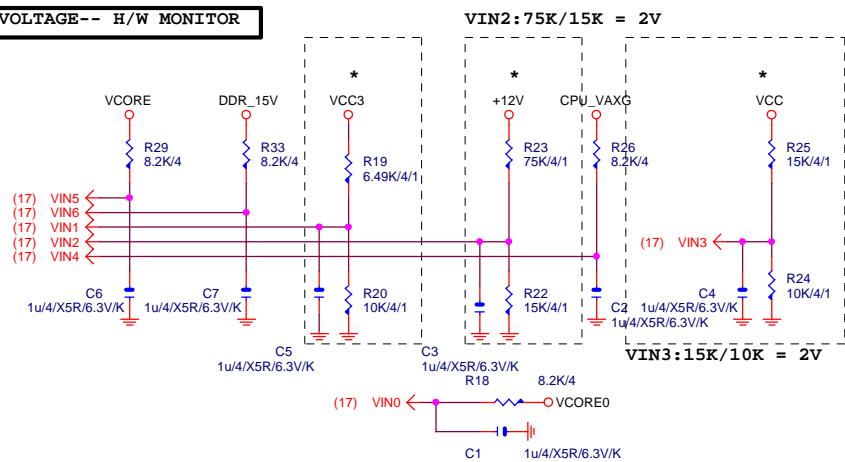 VOLTAGE-- H/W MONITOR
VIN2:75K/15K = 2V
*
*
*
VCORE
DDR_15V
VCC3
+12V
CPU_VAXG
VCC
R29
8.2K/4
R33
8.2K/4
R19
6.49K/4/1
R23
75K/4/1
R26
8.2K/4
R25
15K/4/1
(17) VIN5
(17) VIN6
(17) VIN1
(17) VIN2
(17) VIN4
(17) VIN3
C6
1u/4/X5R/6.3V/K
C7
1u/4/X5R/6.3V/K
R20
10K/4/1
R22
15K/4/1
C2
1u/4/X5R/6.3V/K
C4
1u/4/X5R/6.3V/K
R24
10K/4/1
C5
1u/4/X5R/6.3V/K
C3
1u/4/X5R/6.3V/K
VIN3:15K/10K = 2V
R18
8.2K/4
(17) VIN0
VCORE0
C1
1u/4/X5R/6.3V/K